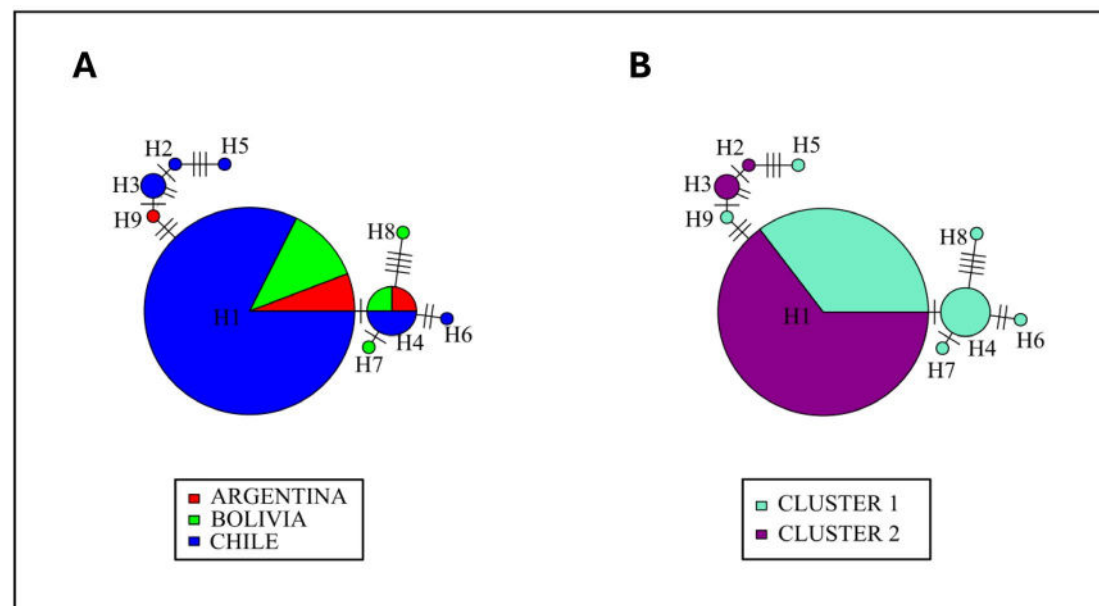 A
H2
H5
H3
H9
H8
H1
H4
H6
H7
ARGENTINA
BOLIVIA
CHILE
B
H2
H5
H3
H9
H8
H1
H4
H6
H7
CLUSTER 1
CLUSTER 2